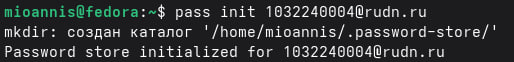 mioannis@fedora:~$ pass init 1032240004@rudn.ru
mkdir: создан каталог '/home/mioannis/.password-store/'
Password store initialized for 1032240004@rudn.ru